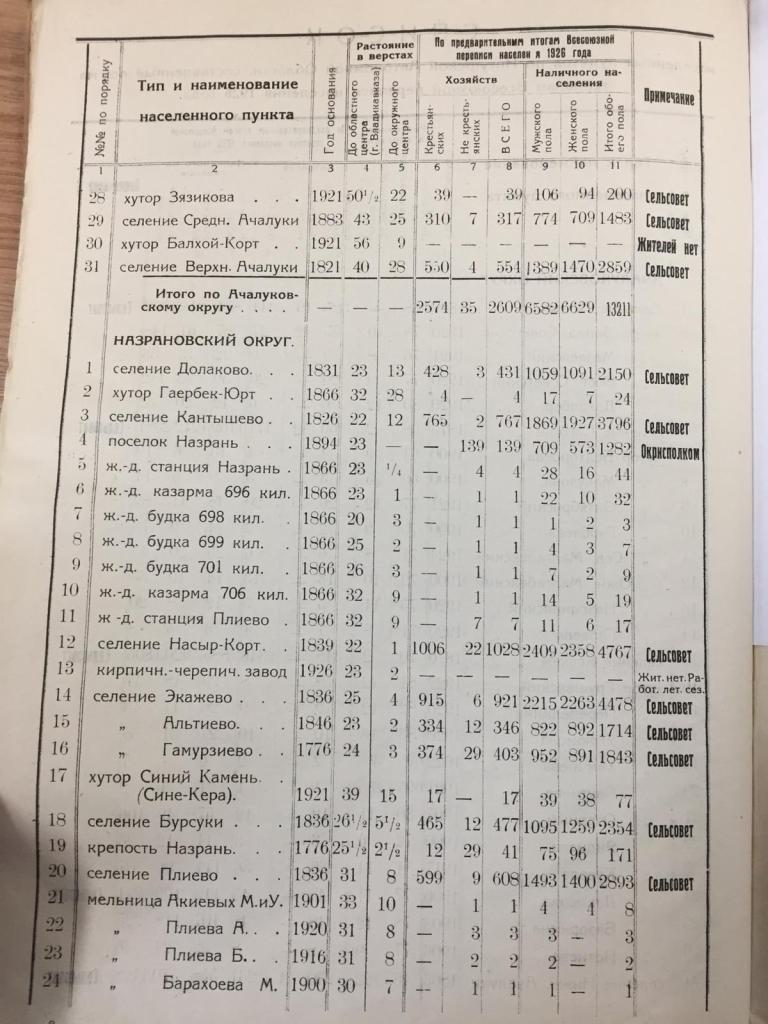 №№ по порядку | Тип и наименование населенного пункта | Год основания | Растояние в верстах: До областного центра (г. Владикавказа) | До окружного центра | По предварительным итогам Всесоюзной переписи населен я 1926 года: Хозяйств: Крестьянских | Не крестьянских | ВСЕГО | Наличного населения: Мужского пола | Женского пола | Итого обоего пола | Примечание
1 | 2 | 3 | 4 | 5 | 6 | 7 | 8 | 9 | 10 | 11
28 хутор Зязикова . . . 1921 50¹/₂ 22 39 — 39 106 94 200 Сельсовет
29 селение Средн. Ачалуки 1883 43 25 310 7 317 774 709 1483 Сельсовет
30 хутор Балхой-Корт . . 1921 56 9 — — — — — — Жителей нет
31 селение Верхн. Ачалуки 1821 40 28 550 4 554 1389 1470 2859 Сельсовет
Итого по Ачалуков-
скому округу . . . . — — — 2574 35 2609 6582 6629 13211
НАЗРАНОВСКИЙ ОКРУГ.
1 селение Долаково. . . 1831 23 13 428 3 431 1059 1091 2150 Сельсовет
2 хутор Гаербек-Юрт . . 1866 32 28 4 — 4 17 7 24
3 селение Кантышево . . 1826 22 12 765 2 767 1869 1927 3796 Сельсовет
4 поселок Назрань . . . 1894 23 — — 139 139 709 573 1282 Окрисполком
5 ж.-д. станция Назрань . 1866 23 ¹/₄ — 4 4 28 16 44
6 ж.-д. казарма 696 кил. 1866 23 1 — 1 1 22 10 32
7 ж.-д. будка 698 кил. . 1866 20 3 — 1 1 1 2 3
8 ж.-д. будка 699 кил. . 1866 25 2 — 1 1 4 3 7
9 ж.-д. будка 701 кил. . 1866 26 3 — 1 1 7 2 9
10 ж.-д. казарма 706 кил. 1866 32 9 — 1 1 14 5 19
11 ж -д. станция Плиево . 1866 32 9 — 7 7 11 6 17
12 селение Насыр-Корт. . 1839 22 1 1006 22 1028 2409 2358 4767 Сельсовет
13 кирпичн.-черепич. завод 1926 23 2 — — — — — — Жит. нет. Ра-
бот. лет. сез.
14 селение Экажево . . . 1836 25 4 915 6 921 2215 2263 4478 Сельсовет
15 „ Альтиево. . . 1846 23 2 334 12 346 822 892 1714 Сельсовет
16 „ Гамурзиево . . 1776 24 3 374 29 403 952 891 1843 Сельсовет
17 хутор Синий Камень. .
(Сине-Кера). 1921 39 15 17 — 17 39 38 77
18 селение Бурсуки . . . 1836 26¹/₂ 5¹/₂ 465 12 477 1095 1259 2354 Сельсовет
19 крепость Назрань. . . 1776 25¹/₂ 2¹/₂ 12 29 41 75 96 171
20 селение Плиево . . . 1836 31 8 599 9 608 1493 1400 2893 Сельсовет
21 мельница Акиевых М.иУ. 1901 33 10 — 1 1 4 4 8
22 „ Плиева А. . . 1920 31 8 — 3 3 3 — 3
23 „ Плиева Б. . . 1916 31 8 — 2 2 2 — 2
24 „ Барахоева М. 1900 30 7 — 1 1 1 — 1